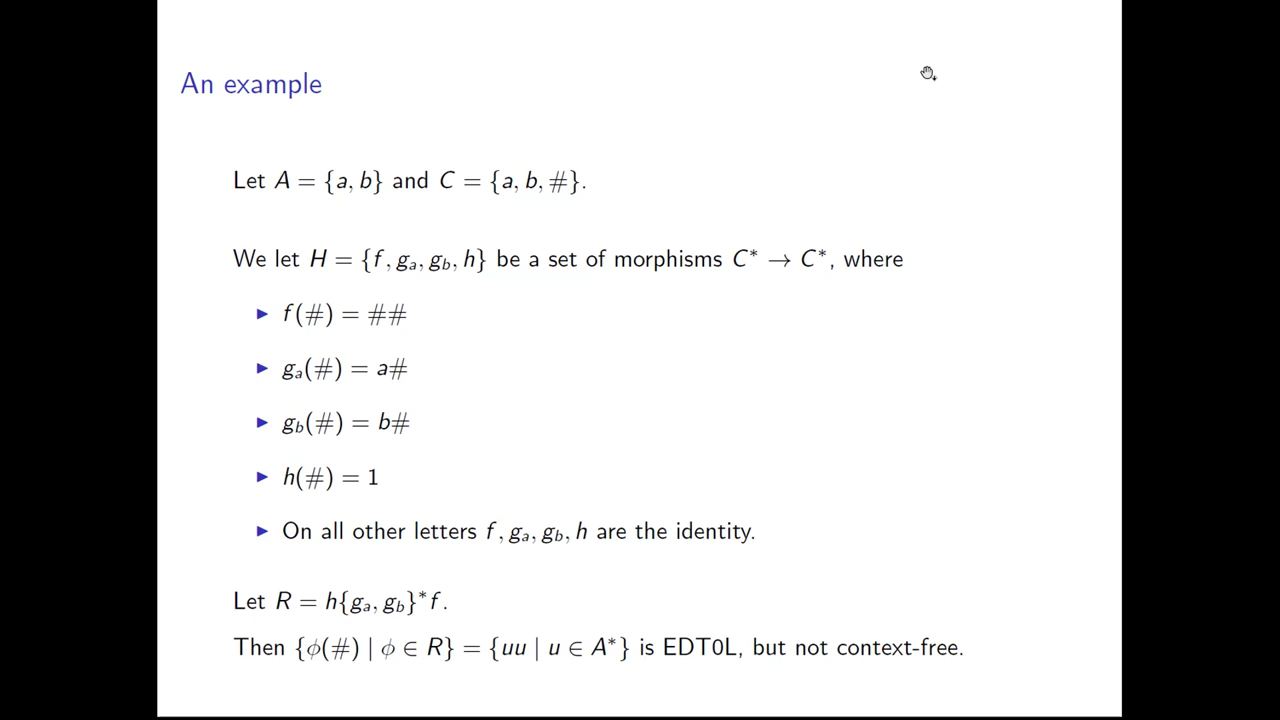 An example
Let A = {a, b} and C = {a, b, #}.
We let H = {f, gₐ, g_b, h} be a set of morphisms C* → C*, where
▶ f(#) = ##
▶ gₐ(#) = a#
▶ g_b(#) = b#
▶ h(#) = 1
▶ On all other letters f, gₐ, g_b, h are the identity.
Let R = h{gₐ, g_b}*f.
Then {ϕ(#) | ϕ ∈ R} = {uu | u ∈ A*} is EDT0L, but not context-free.